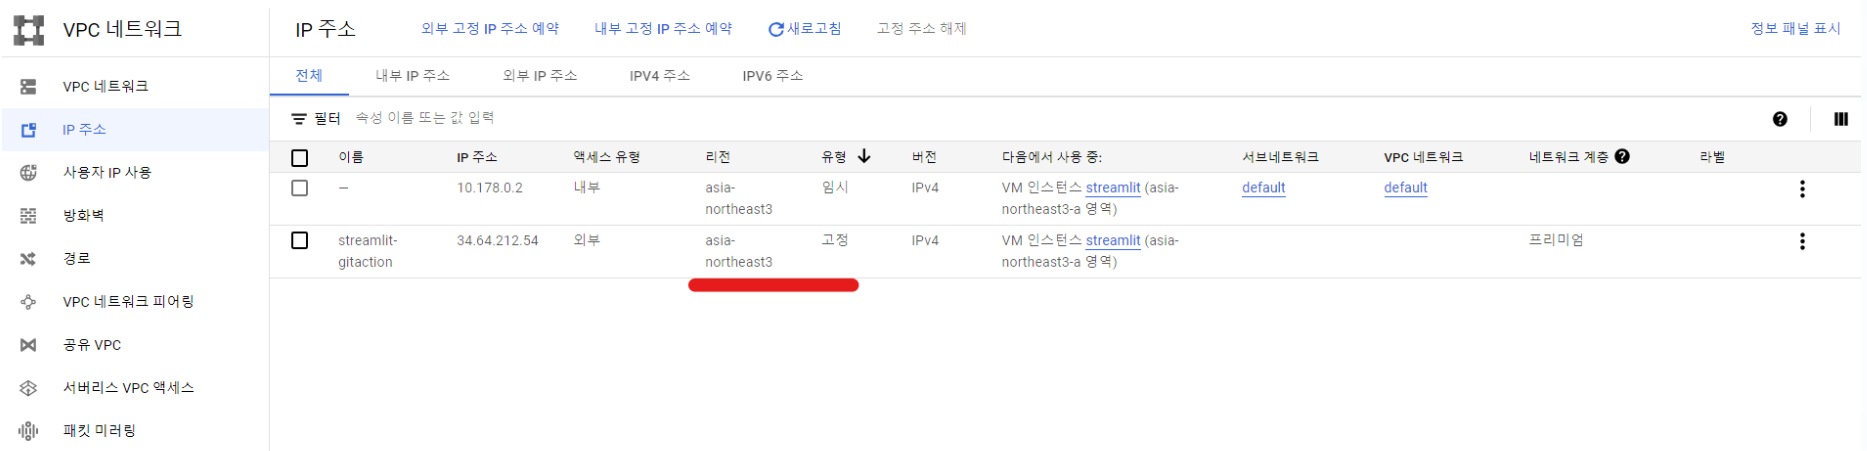 VPC 네트워크
IP 주소
외부 고정 IP 주소 예약
내부 고정 IP 주소 예약
새로고침
고정 주소 해제
정보 패널 표시
VPC 네트워크
IP 주소
사용자 IP 사용
방화벽
경로
VPC 네트워크 피어링
공유 VPC
서버리스 VPC 액세스
패킷 미러링
전체
내부 IP 주소
외부 IP 주소
IPV4 주소
IPV6 주소
필터 속성 이름 또는 값 입력
이름 IP 주소 액세스 유형 리전 유형 버전 다음에서 사용 중: 서브네트워크 VPC 네트워크 네트워크 계층 라벨
— 10.178.0.2 내부 asia- 임시 IPv4 VM 인스턴스 streamlit (asia- default default
northeast3 northeast3-a 영역)
streamlit- 34.64.212.54 외부 asia- 고정 IPv4 VM 인스턴스 streamlit (asia- 프리미엄
gitaction northeast3 northeast3-a 영역)